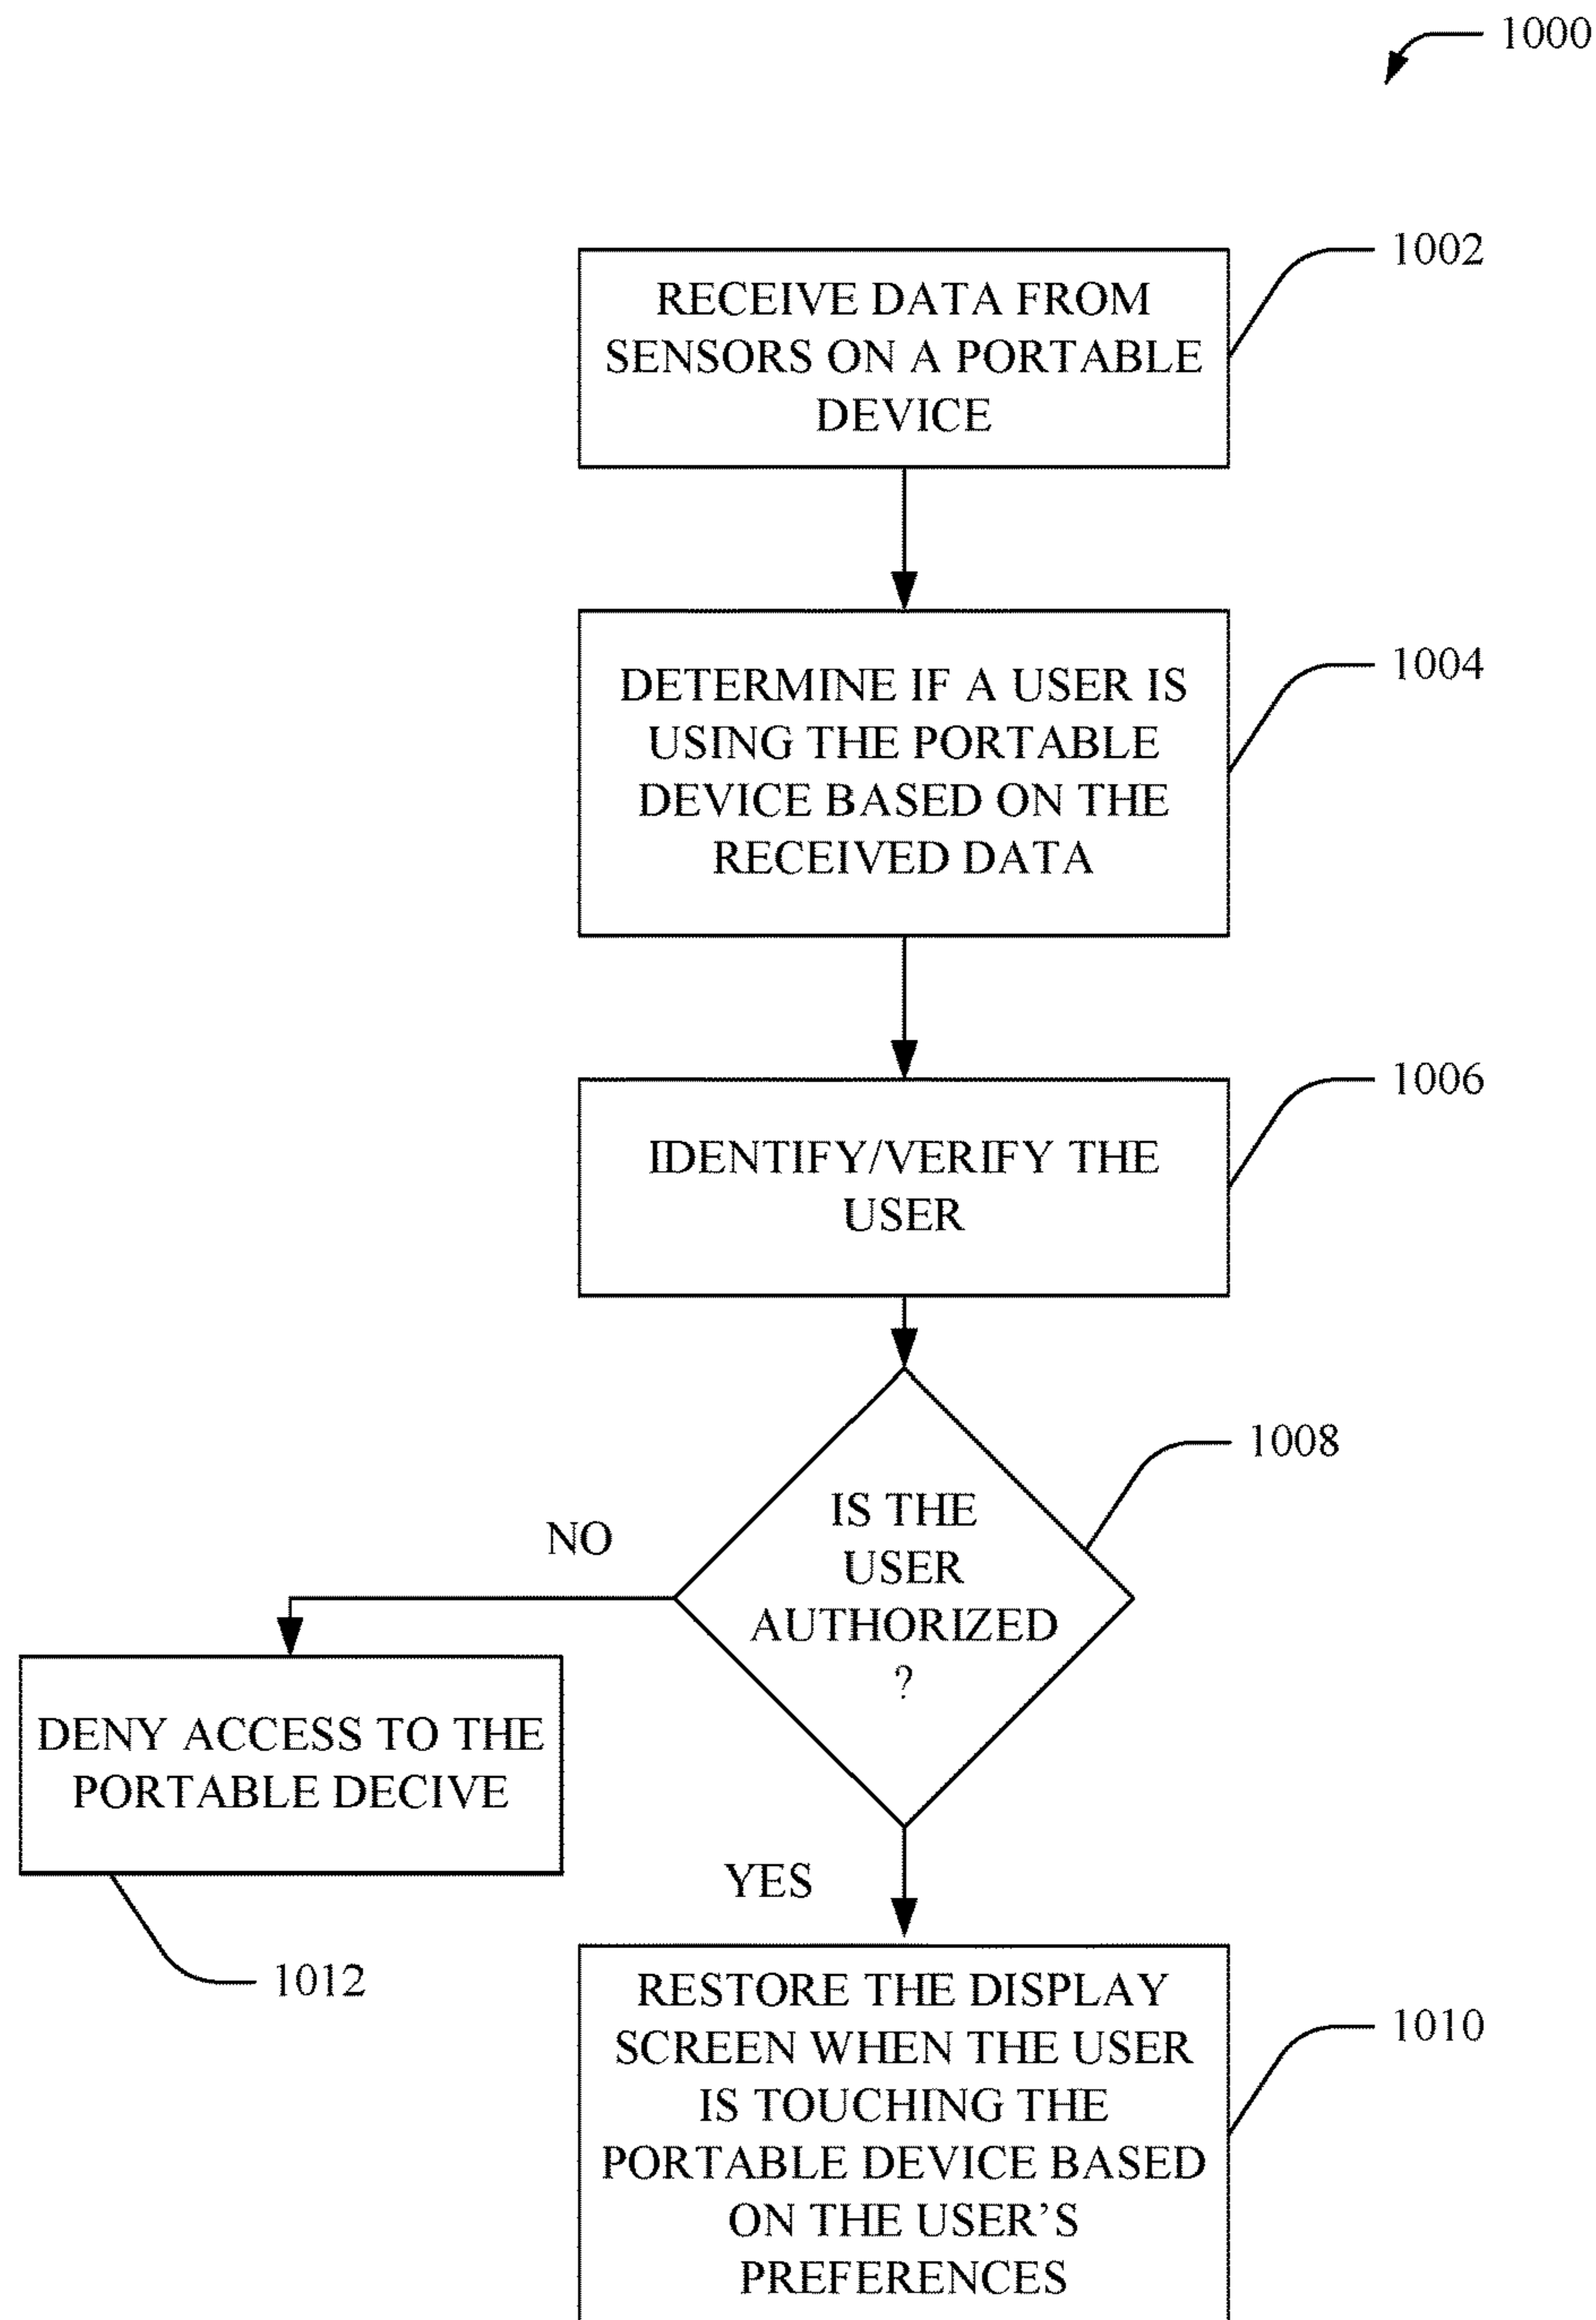 1000
1002
RECEIVE DATA FROM
SENSORS ON A PORTABLE
DEVICE
1004
DETERMINE IF A USER IS
USING THE PORTABLE
DEVICE BASED ON THE
RECEIVED DATA
1006
IDENTIFY/VERIFY THE
USER
1008
IS THE
USER
AUTHORIZED
?
NO
DENY ACCESS TO THE
PORTABLE DECIVE
1012
YES
1010
RESTORE THE DISPLAY
SCREEN WHEN THE USER
IS TOUCHING THE
PORTABLE DEVICE BASED
ON THE USER’S
PREFERENCES